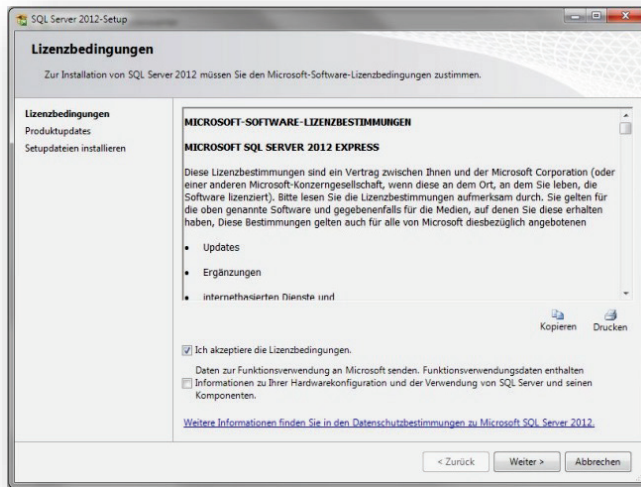 SQL Server 2012-Setup
Lizenzbedingungen
Zur Installation von SQL Server 2012 müssen Sie den Microsoft-Software-Lizenzbedingungen zustimmen.
Lizenzbedingungen
Produktupdates
Setupdateien installieren
MICROSOFT-SOFTWARE-LIZENZBESTIMMUNGEN
MICROSOFT SQL SERVER 2012 EXPRESS
Diese Lizenzbestimmungen sind ein Vertrag zwischen Ihnen und der Microsoft Corporation (oder
einer anderen Microsoft-Konzerngesellschaft, wenn diese an dem Ort, an dem Sie leben, die
Software lizenziert). Bitte lesen Sie die Lizenzbestimmungen aufmerksam durch. Sie gelten für
die oben genannte Software und gegebenenfalls für die Medien, auf denen Sie diese erhalten
haben, Diese Bestimmungen gelten auch für alle von Microsoft diesbezüglich angebotenen
• Updates
• Ergänzungen
• internetbasierten Dienste und
Kopieren Drucken
Ich akzeptiere die Lizenzbedingungen.
Daten zur Funktionsverwendung an Microsoft senden. Funktionsverwendungsdaten enthalten
Informationen zu Ihrer Hardwarekonfiguration und der Verwendung von SQL Server und seinen
Komponenten.
Weitere Informationen finden Sie in den Datenschutzbestimmungen zu Microsoft SQL Server 2012.
< Zurück Weiter > Abbrechen